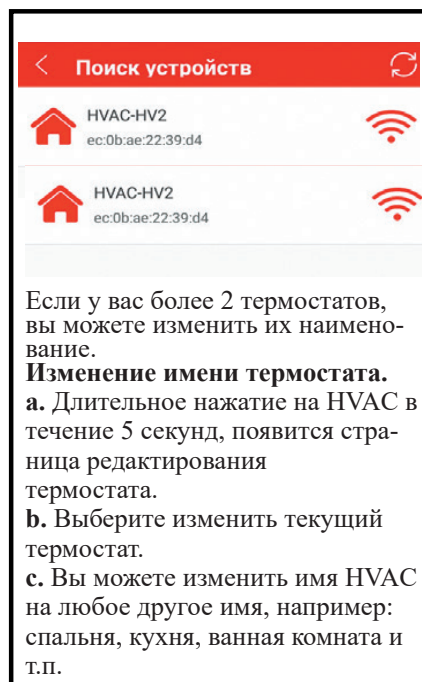 Поиск устройств
HVAC-HV2
ec:0b:ae:22:39:d4
HVAC-HV2
ec:0b:ae:22:39:d4
Если у вас более 2 термостатов,
вы можете изменить их наимено-
вание.
Изменение имени термостата.
a. Длительное нажатие на HVAC в
течение 5 секунд, появится стра-
ница редактирования
термостата.
b. Выберите изменить текущий
термостат.
c. Вы можете изменить имя HVAC
на любое другое имя, например:
спальня, кухня, ванная комната и
т.п.